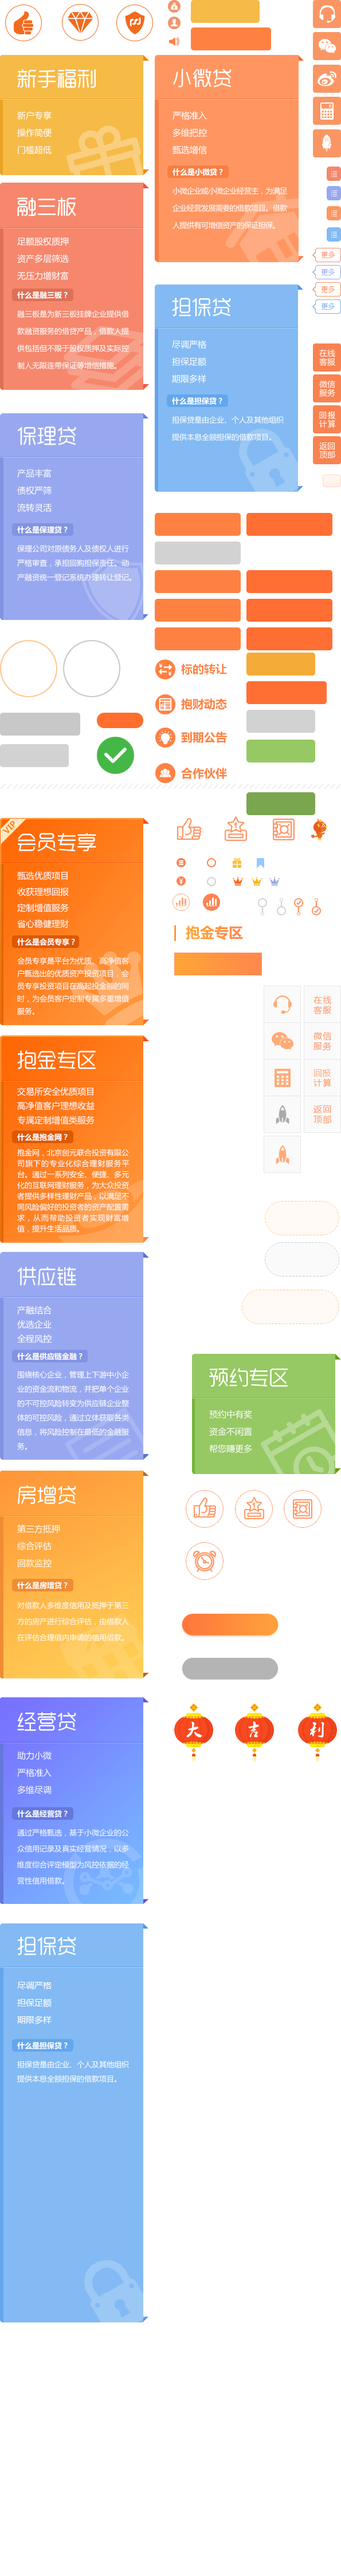 新手福利
新户专享
操作简便
门槛超低
融三板
足额股权质押
资产多层筛选
无压力增财富
什么是融三板?
融三板是为新三板挂牌企业提供借
款融资服务的借贷产品，借款人提
供包括但不限于股权质押及实际控
制人无限连带保证等增信措施。
保理贷
产品丰富
债权严筛
流转灵活
什么是保理贷?
保理公司对原债务人及债权人进行
严格审查，承担回购担保责任。动
产融资统一登记系统办理转让登记。
小微贷
严格准入
多维把控
甄选增信
什么是小微贷?
小微企业或小微企业经营主，为满足
企业经营发展需要的借款项目。借款
人提供有可增信资产的保证担保。
担保贷
尽调严格
担保足额
期限多样
什么是担保贷?
担保贷是由企业、个人及其他组织
提供本息全额担保的借款项目。
更多
更多
更多
更多
在线
客服
微信
服务
回报
计算
返回
顶部
标的转让
抱财动态
到期公告
合作伙伴
VIP
会员专享
甄选优质项目
收获理想回报
定制增值服务
省心稳健理财
什么是会员专享?
会员专享是平台为优质、高净值客
户甄选出的优质资产投资项目，会
员专享投资项目在高起投金额的同
时，为会员客户定制专属多重增值
服务。
抱金专区
交易所安全优质项目
高净值客户理想收益
专属定制增值类服务
什么是抱金网?
抱金网，北京创元联合投资有限公
司旗下的专业化综合理财服务平
台。通过一系列安全、便捷、多元
化的互联网理财服务，为大众投资
者提供多样性理财产品，以满足不
同风险偏好的投资者的资产配置需
求，从而帮助投资者实现财富增
值，提升生活品质。
供应链
产融结合
优选企业
全程风控
什么是供应链金融?
围绕核心企业，管理上下游中小企
业的资金流和物流，并把单个企业
的不可控风险转变为供应链企业整
体的可控风险，通过立体获取各类
信息，将风险控制在最低的金融服
务。
房增贷
第三方抵押
综合评估
回款监控
什么是房增贷?
对借款人多维度信用及抵押于第三
方的房产进行综合评估，由借款人
在评估合理值内申请的信用借款。
经营贷
助力小微
严格准入
多维尽调
什么是经营贷?
通过严格甄选，基于小微企业的公
众信用记录及真实经营情况，以多
维度综合评定模型为风控依据的经
营性信用借款。
担保贷
尽调严格
担保足额
期限多样
什么是担保贷?
担保贷是由企业、个人及其他组织
提供本息全额担保的借款项目。
抱金专区
在线
客服
微信
服务
回报
计算
返回
顶部
预约专区
预约中有奖
资金不闲置
帮您赚更多
大
吉
利